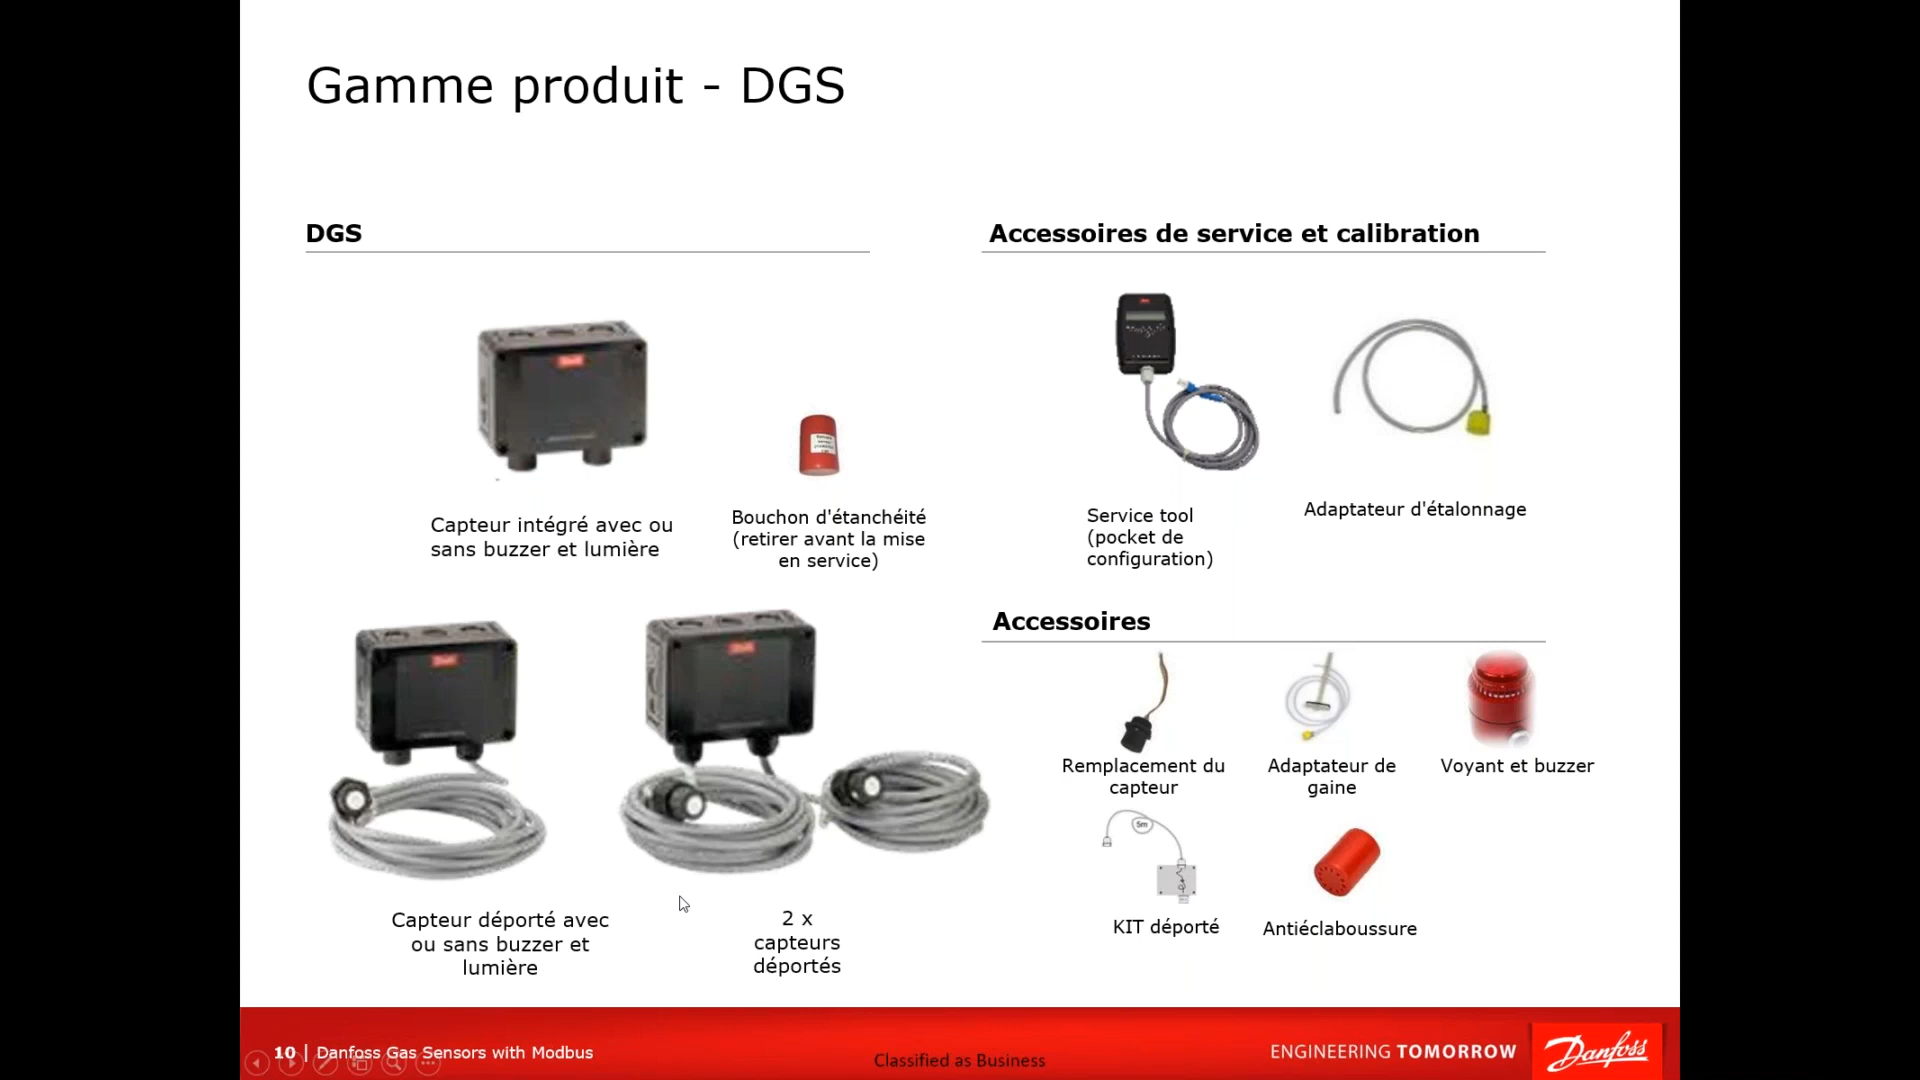 Gamme produit - DGS
DGS
Capteur intégré avec ou
sans buzzer et lumière
Bouchon d'étanchéité
(retirer avant la mise
en service)
Capteur déporté avec
ou sans buzzer et
lumière
2 x
capteurs
déportés
Accessoires de service et calibration
Service tool
(pocket de
configuration)
Adaptateur d'étalonnage
Accessoires
Remplacement du
capteur
Adaptateur de
gaine
Voyant et buzzer
5m
KIT déporté
Antiéclaboussure
10 | Danfoss Gas Sensors with Modbus
Classified as Business
ENGINEERING TOMORROW
Danfoss